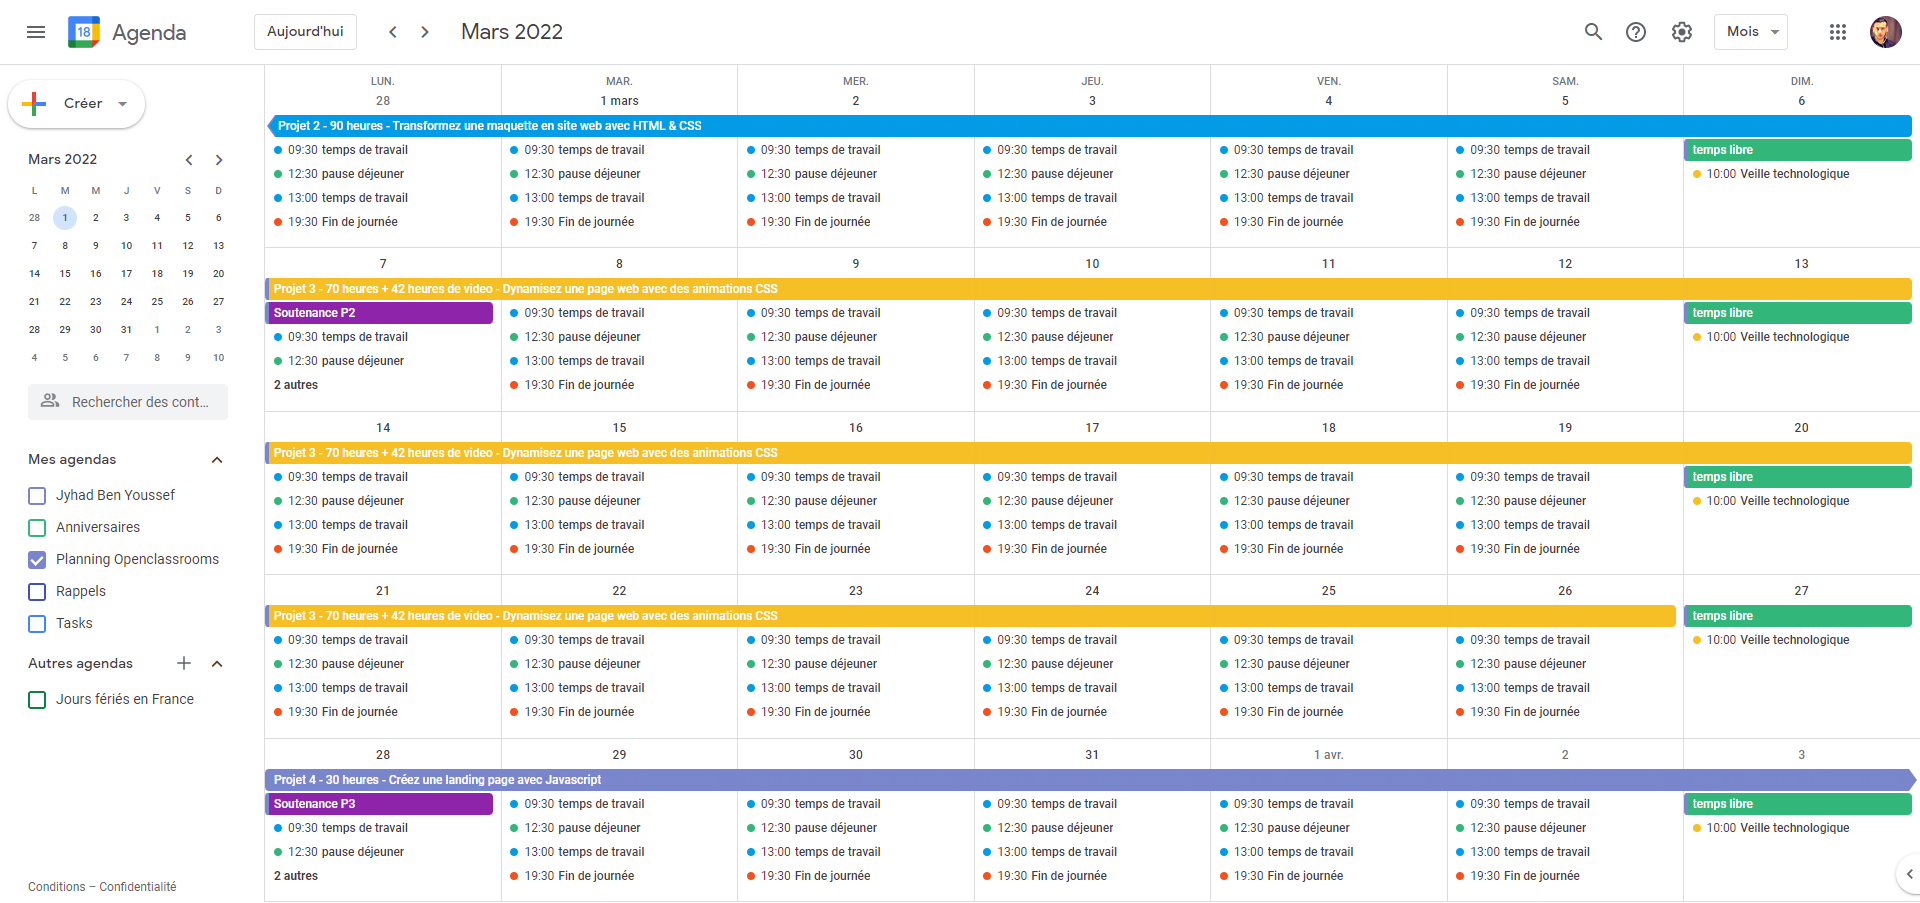 18 Agenda Aujourd'hui Mars 2022 Mois
Créer
Mars 2022
L M M J V S D
28 1 2 3 4 5 6
7 8 9 10 11 12 13
14 15 16 17 18 19 20
21 22 23 24 25 26 27
28 29 30 31 1 2 3
4 5 6 7 8 9 10
Rechercher des cont...
Mes agendas
Jyhad Ben Youssef
Anniversaires
Planning Openclassrooms
Rappels
Tasks
Autres agendas
Jours fériés en France
Conditions – Confidentialité
LUN. MAR. MER. JEU. VEN. SAM. DIM.
28 1 mars 2 3 4 5 6
Projet 2 - 90 heures - Transformez une maquette en site web avec HTML & CSS
09:30 temps de travail 09:30 temps de travail 09:30 temps de travail 09:30 temps de travail 09:30 temps de travail 09:30 temps de travail temps libre
12:30 pause déjeuner 12:30 pause déjeuner 12:30 pause déjeuner 12:30 pause déjeuner 12:30 pause déjeuner 12:30 pause déjeuner 10:00 Veille technologique
13:00 temps de travail 13:00 temps de travail 13:00 temps de travail 13:00 temps de travail 13:00 temps de travail 13:00 temps de travail
19:30 Fin de journée 19:30 Fin de journée 19:30 Fin de journée 19:30 Fin de journée 19:30 Fin de journée 19:30 Fin de journée
7 8 9 10 11 12 13
Projet 3 - 70 heures + 42 heures de video - Dynamisez une page web avec des animations CSS
Soutenance P2 09:30 temps de travail 09:30 temps de travail 09:30 temps de travail 09:30 temps de travail 09:30 temps de travail temps libre
09:30 temps de travail 12:30 pause déjeuner 12:30 pause déjeuner 12:30 pause déjeuner 12:30 pause déjeuner 12:30 pause déjeuner 10:00 Veille technologique
12:30 pause déjeuner 13:00 temps de travail 13:00 temps de travail 13:00 temps de travail 13:00 temps de travail 13:00 temps de travail
2 autres 19:30 Fin de journée 19:30 Fin de journée 19:30 Fin de journée 19:30 Fin de journée 19:30 Fin de journée
14 15 16 17 18 19 20
Projet 3 - 70 heures + 42 heures de video - Dynamisez une page web avec des animations CSS
09:30 temps de travail 09:30 temps de travail 09:30 temps de travail 09:30 temps de travail 09:30 temps de travail 09:30 temps de travail temps libre
12:30 pause déjeuner 12:30 pause déjeuner 12:30 pause déjeuner 12:30 pause déjeuner 12:30 pause déjeuner 12:30 pause déjeuner 10:00 Veille technologique
13:00 temps de travail 13:00 temps de travail 13:00 temps de travail 13:00 temps de travail 13:00 temps de travail 13:00 temps de travail
19:30 Fin de journée 19:30 Fin de journée 19:30 Fin de journée 19:30 Fin de journée 19:30 Fin de journée 19:30 Fin de journée
21 22 23 24 25 26 27
Projet 3 - 70 heures + 42 heures de video - Dynamisez une page web avec des animations CSS temps libre
09:30 temps de travail 09:30 temps de travail 09:30 temps de travail 09:30 temps de travail 09:30 temps de travail 09:30 temps de travail 10:00 Veille technologique
12:30 pause déjeuner 12:30 pause déjeuner 12:30 pause déjeuner 12:30 pause déjeuner 12:30 pause déjeuner 12:30 pause déjeuner
13:00 temps de travail 13:00 temps de travail 13:00 temps de travail 13:00 temps de travail 13:00 temps de travail 13:00 temps de travail
19:30 Fin de journée 19:30 Fin de journée 19:30 Fin de journée 19:30 Fin de journée 19:30 Fin de journée 19:30 Fin de journée
28 29 30 31 1 avr. 2 3
Projet 4 - 30 heures - Créez une landing page avec Javascript
Soutenance P3 09:30 temps de travail 09:30 temps de travail 09:30 temps de travail 09:30 temps de travail 09:30 temps de travail temps libre
09:30 temps de travail 12:30 pause déjeuner 12:30 pause déjeuner 12:30 pause déjeuner 12:30 pause déjeuner 12:30 pause déjeuner 10:00 Veille technologique
12:30 pause déjeuner 13:00 temps de travail 13:00 temps de travail 13:00 temps de travail 13:00 temps de travail 13:00 temps de travail
2 autres 19:30 Fin de journée 19:30 Fin de journée 19:30 Fin de journée 19:30 Fin de journée 19:30 Fin de journée